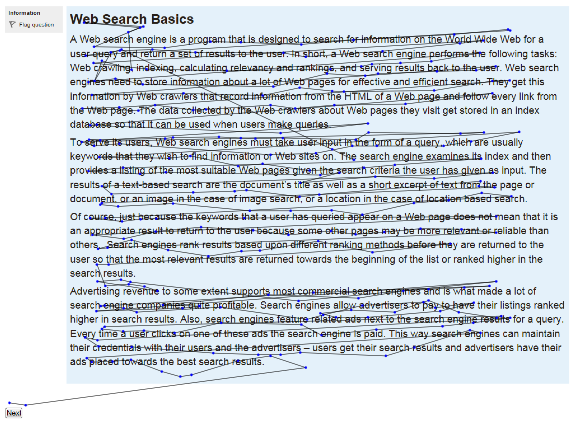 Information
Flag question
Web Search Basics
A Web search engine is a program that is designed to search for information on the World Wide Web for a
user query and return a set of results to the user. In short, a Web search engine performs the following tasks:
Web crawling, indexing, calculating relevancy and rankings, and serving results back to the user. Web search
engines need to store information about a lot of Web pages for effective and efficient search. They get this
information by Web crawlers that record information from the HTML of a Web page and follow every link from
the Web page. The data collected by the Web crawlers about Web pages they visit get stored in an index
database so that it can be used when users make queries.
To serve its users, Web search engines must take user input in the form of a query, which are usually
keywords that they wish to find information or Web sites on. The search engine examines its index and then
provides a listing of the most suitable Web pages given the search criteria the user has given as input. The
results of a text-based search are the document's title as well as a short excerpt of text from the page or
document, or an image in the case of image search, or a location in the case of location based search.
Of course, just because the keywords that a user has queried appear on a Web page does not mean that it is
an appropriate result to return to the user because some other pages may be more relevant or reliable than
others. Search engines rank results based upon different ranking methods before they are returned to the
user so that the most relevant results are returned towards the beginning of the list or ranked higher in the
search results.
Advertising revenue to some extent supports most commercial search engines and is what made a lot of
search engine companies quite profitable. Search engines allow advertisers to pay to have their listings ranked
higher in search results. Also, search engines feature related ads next to the search engine results for a query.
Every time a user clicks on one of these ads the search engine is paid. This way search engines can maintain
their credentials with their users and the advertisers – users get their search results and advertisers have their
ads placed towards the best search results.
Next